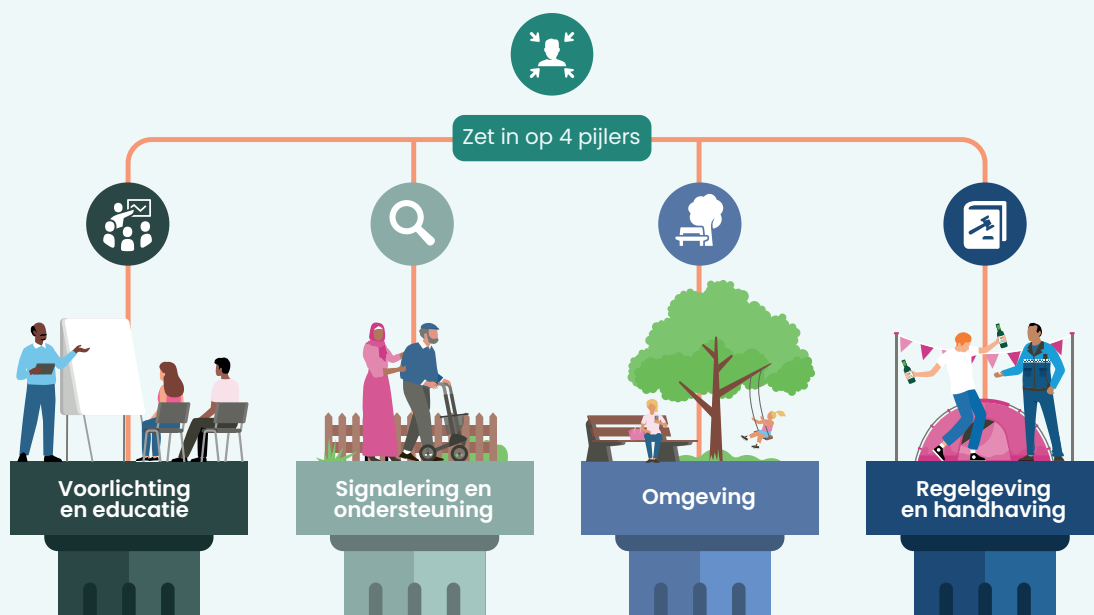 Zet in op 4 pijlers
Voorlichting
en educatie
Signalering en
ondersteuning
Omgeving
Regelgeving
en handhaving